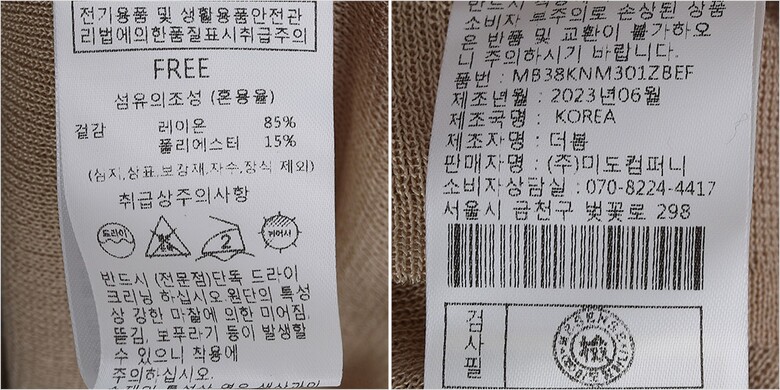 전기용품 및 생활용품안전관
리법에의한품질표시취급주의
FREE
섬유의조성 (혼용율)
겉감 레이온 85%
폴리에스터 15%
(심지,상표,보강재,자수,장식 제외)
취급상주의사항
드라이
2
뉘어서
반드시 (전문점)단독 드라이
크리닝 하십시오 원단의 특성
상 강한 마찰에 의한 미어짐,
뜯김, 보푸라기 등이 발생할
수 있으니 착용에
주의하십시오.
소비자 부주의로 손상된 상품
은 반품 및 교환이 불가하오
니 주의하시기 바랍니다.
품번 : MB38KNM301ZBEF
제조년월 : 2023년06월
제조국명 : KOREA
제조자명 : 더봄
판매자명 : (주)미도컴퍼니
소비자상담실 : 070-8224-4417
서울시 금천구 벚꽃로 298
검사필